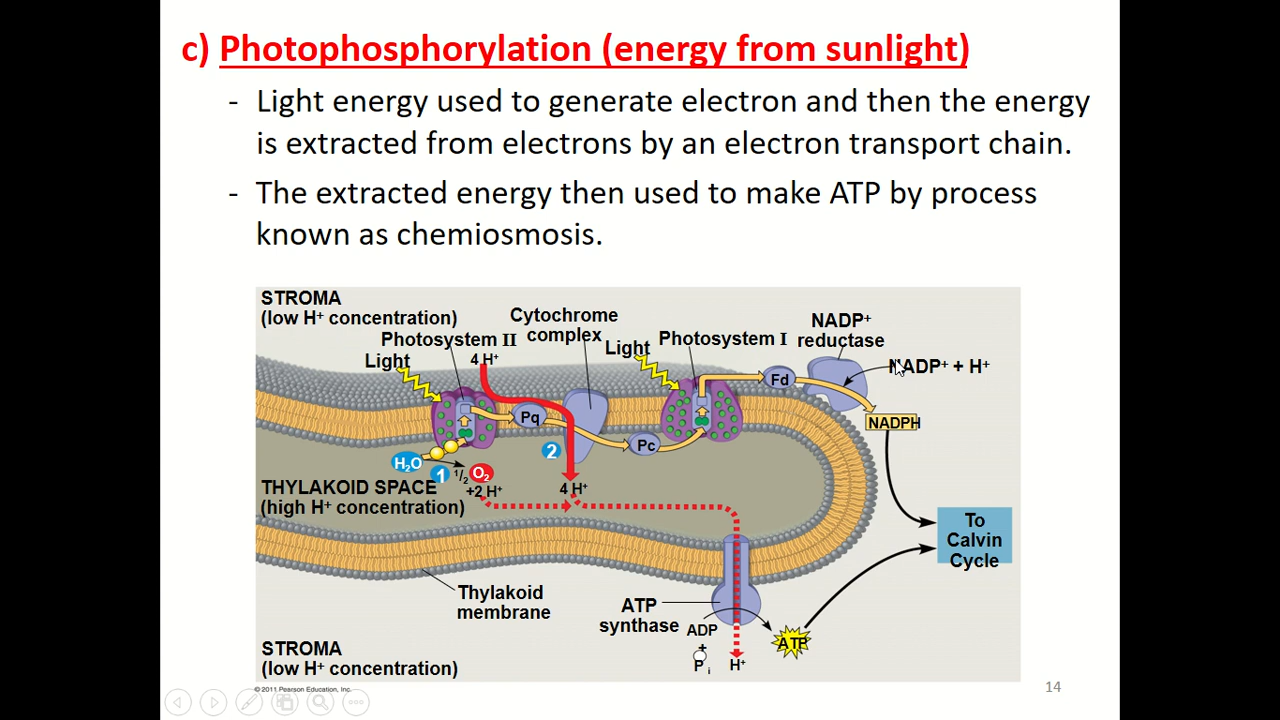 c) Photophosphorylation (energy from sunlight)
- Light energy used to generate electron and then the energy
is extracted from electrons by an electron transport chain.
- The extracted energy then used to make ATP by process
known as chemiosmosis.
STROMA
(low H⁺ concentration)
Cytochrome
complex
Photosystem II
4 H⁺
Light
Light
Photosystem I
NADP⁺
reductase
NADP⁺ + H⁺
Fd
Pq
NADPH
Pc
2
H₂O
1
1/2
O₂
+2 H⁺
4 H⁺
THYLAKOID SPACE
(high H⁺ concentration)
To
Calvin
Cycle
Thylakoid
membrane
ATP
synthase
ADP
+
P i
H⁺
ATP
STROMA
(low H⁺ concentration)
© 2011 Pearson Education, Inc.
14